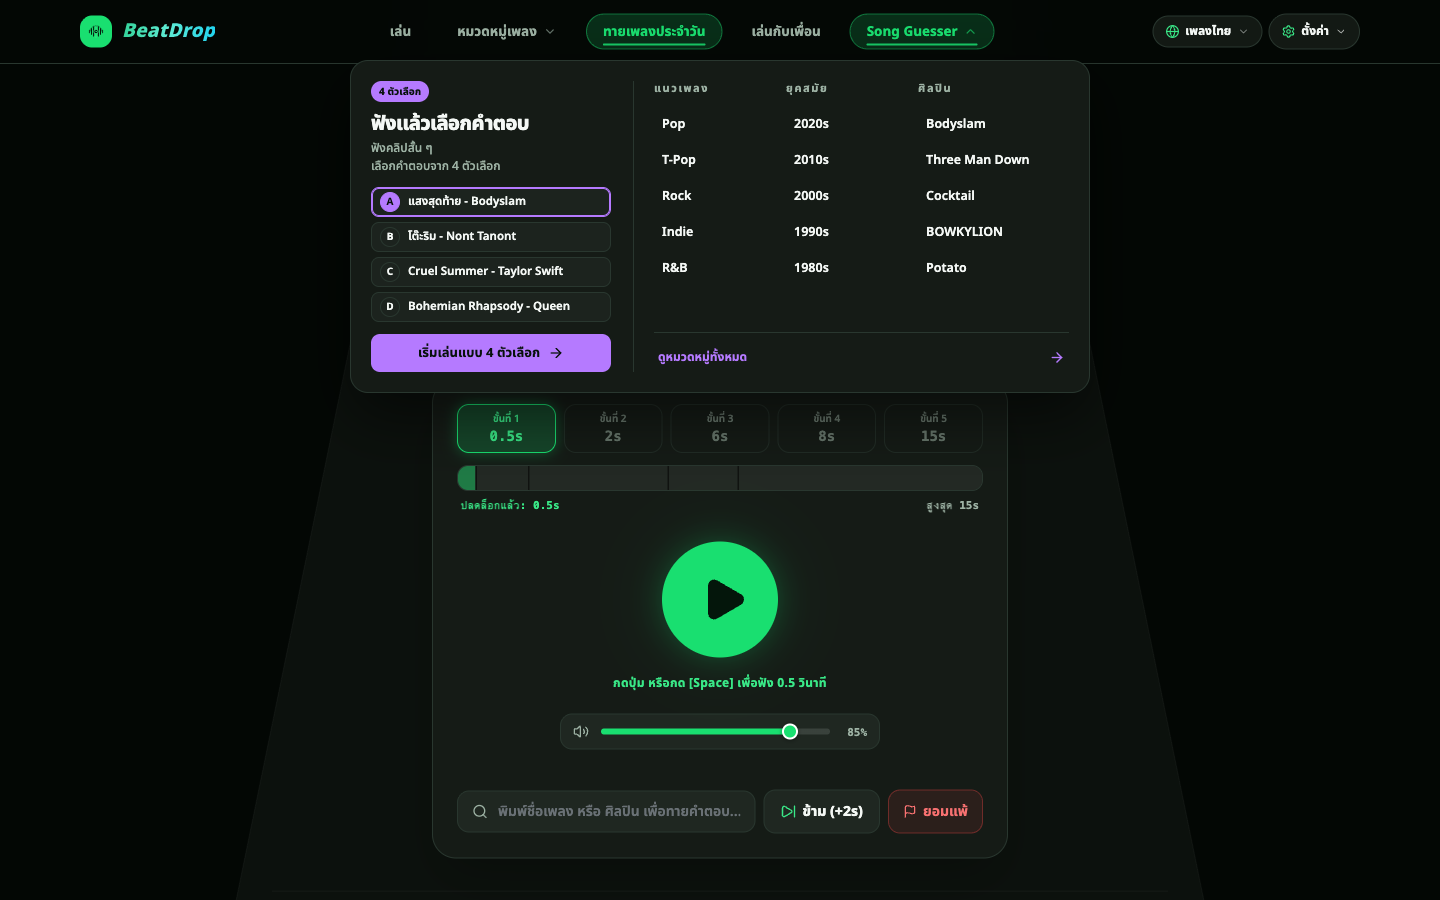 BeatDrop
เล่น
หมวดหมู่เพลง
ทายเพลงประจำวัน
เล่นกับเพื่อน
Song Guesser
เพลงไทย
ตั้งค่า
4 ตัวเลือก
ฟังแล้วเลือกคำตอบ
ฟังคลิปสั้น ๆ
เลือกคำตอบจาก 4 ตัวเลือก
A แสงสุดท้าย - Bodyslam
B โต๊ะริม - Nont Tanont
C Cruel Summer - Taylor Swift
D Bohemian Rhapsody - Queen
เริ่มเล่นแบบ 4 ตัวเลือก
แนวเพลง
Pop
T-Pop
Rock
Indie
R&B
ยุคสมัย
2020s
2010s
2000s
1990s
1980s
ศิลปิน
Bodyslam
Three Man Down
Cocktail
BOWKYLION
Potato
ดูหมวดหมู่ทั้งหมด
ขั้นที่ 1
0.5s
ขั้นที่ 2
2s
ขั้นที่ 3
6s
ขั้นที่ 4
8s
ขั้นที่ 5
15s
ปลดล็อกแล้ว: 0.5s
สูงสุด 15s
กดปุ่ม หรือกด [Space] เพื่อฟัง 0.5 วินาที
85%
พิมพ์ชื่อเพลง หรือ ศิลปิน เพื่อทายคำตอบ...
ข้าม (+2s)
ยอมแพ้